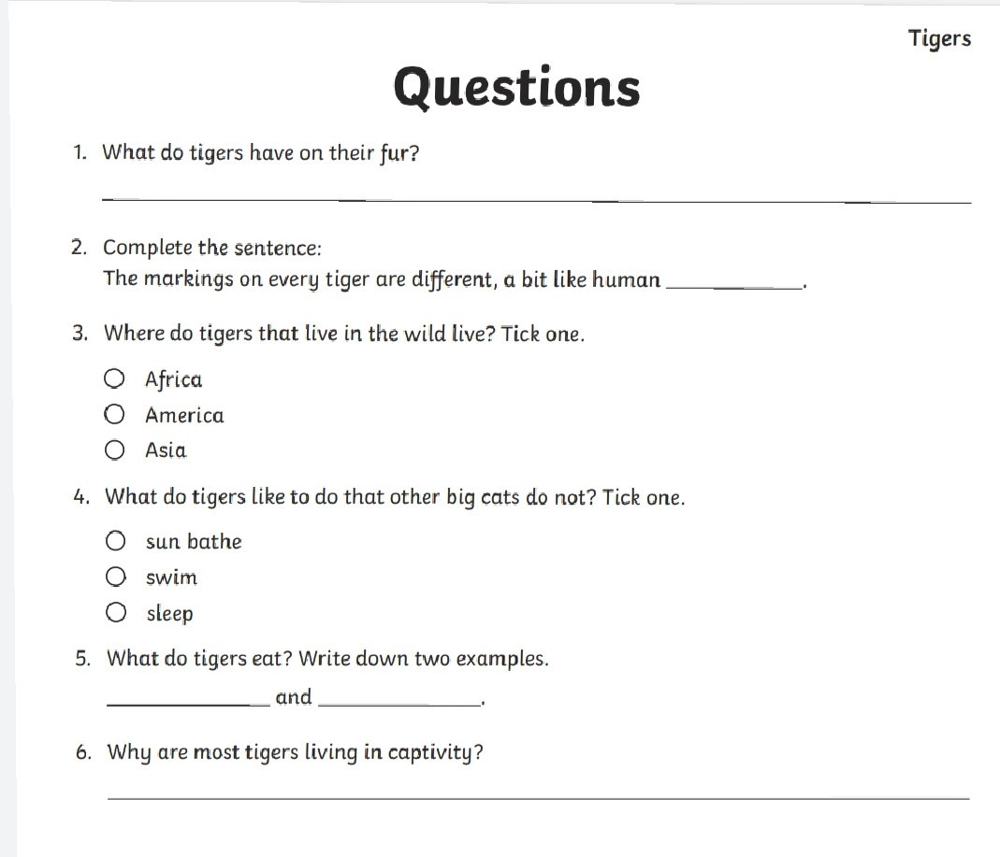 Tigers
Questions
1. What do tigers have on their fur?
2. Complete the sentence:
The markings on every tiger are different, a bit like human ____________.
3. Where do tigers that live in the wild live? Tick one.
Africa
America
Asia
4. What do tigers like to do that other big cats do not? Tick one.
sun bathe
swim
sleep
5. What do tigers eat? Write down two examples.
______________ and ______________.
6. Why are most tigers living in captivity?